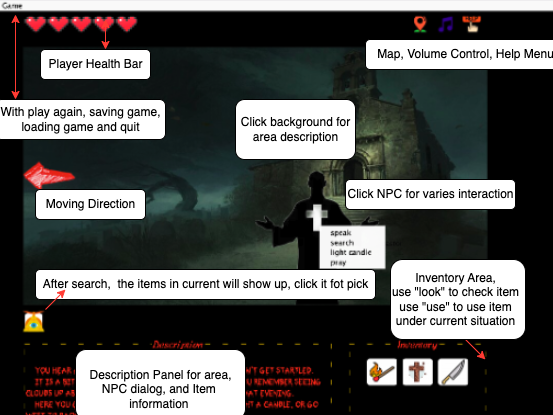 Game
Player Health Bar
Map, Volume Control, Help Menu
With play again, saving game,
loading game and quit
Click background for
area description
Moving Direction
Click NPC for varies interaction
speak
search
light candle
pray
After search, the items in current will show up, click it fot pick
Inventory Area,
use "look" to check item
use "use" to use item
under current situation
Description
Inventory
YOU HEAR
N'T GET STARTLED.
IT IS A BIT
YOU REMEMBER SEEING
CLOUDS
THAT EVENING.
HERE YOU
A CANDLE, OR GO
Description Panel for area,
NPC dialog, and Item
information